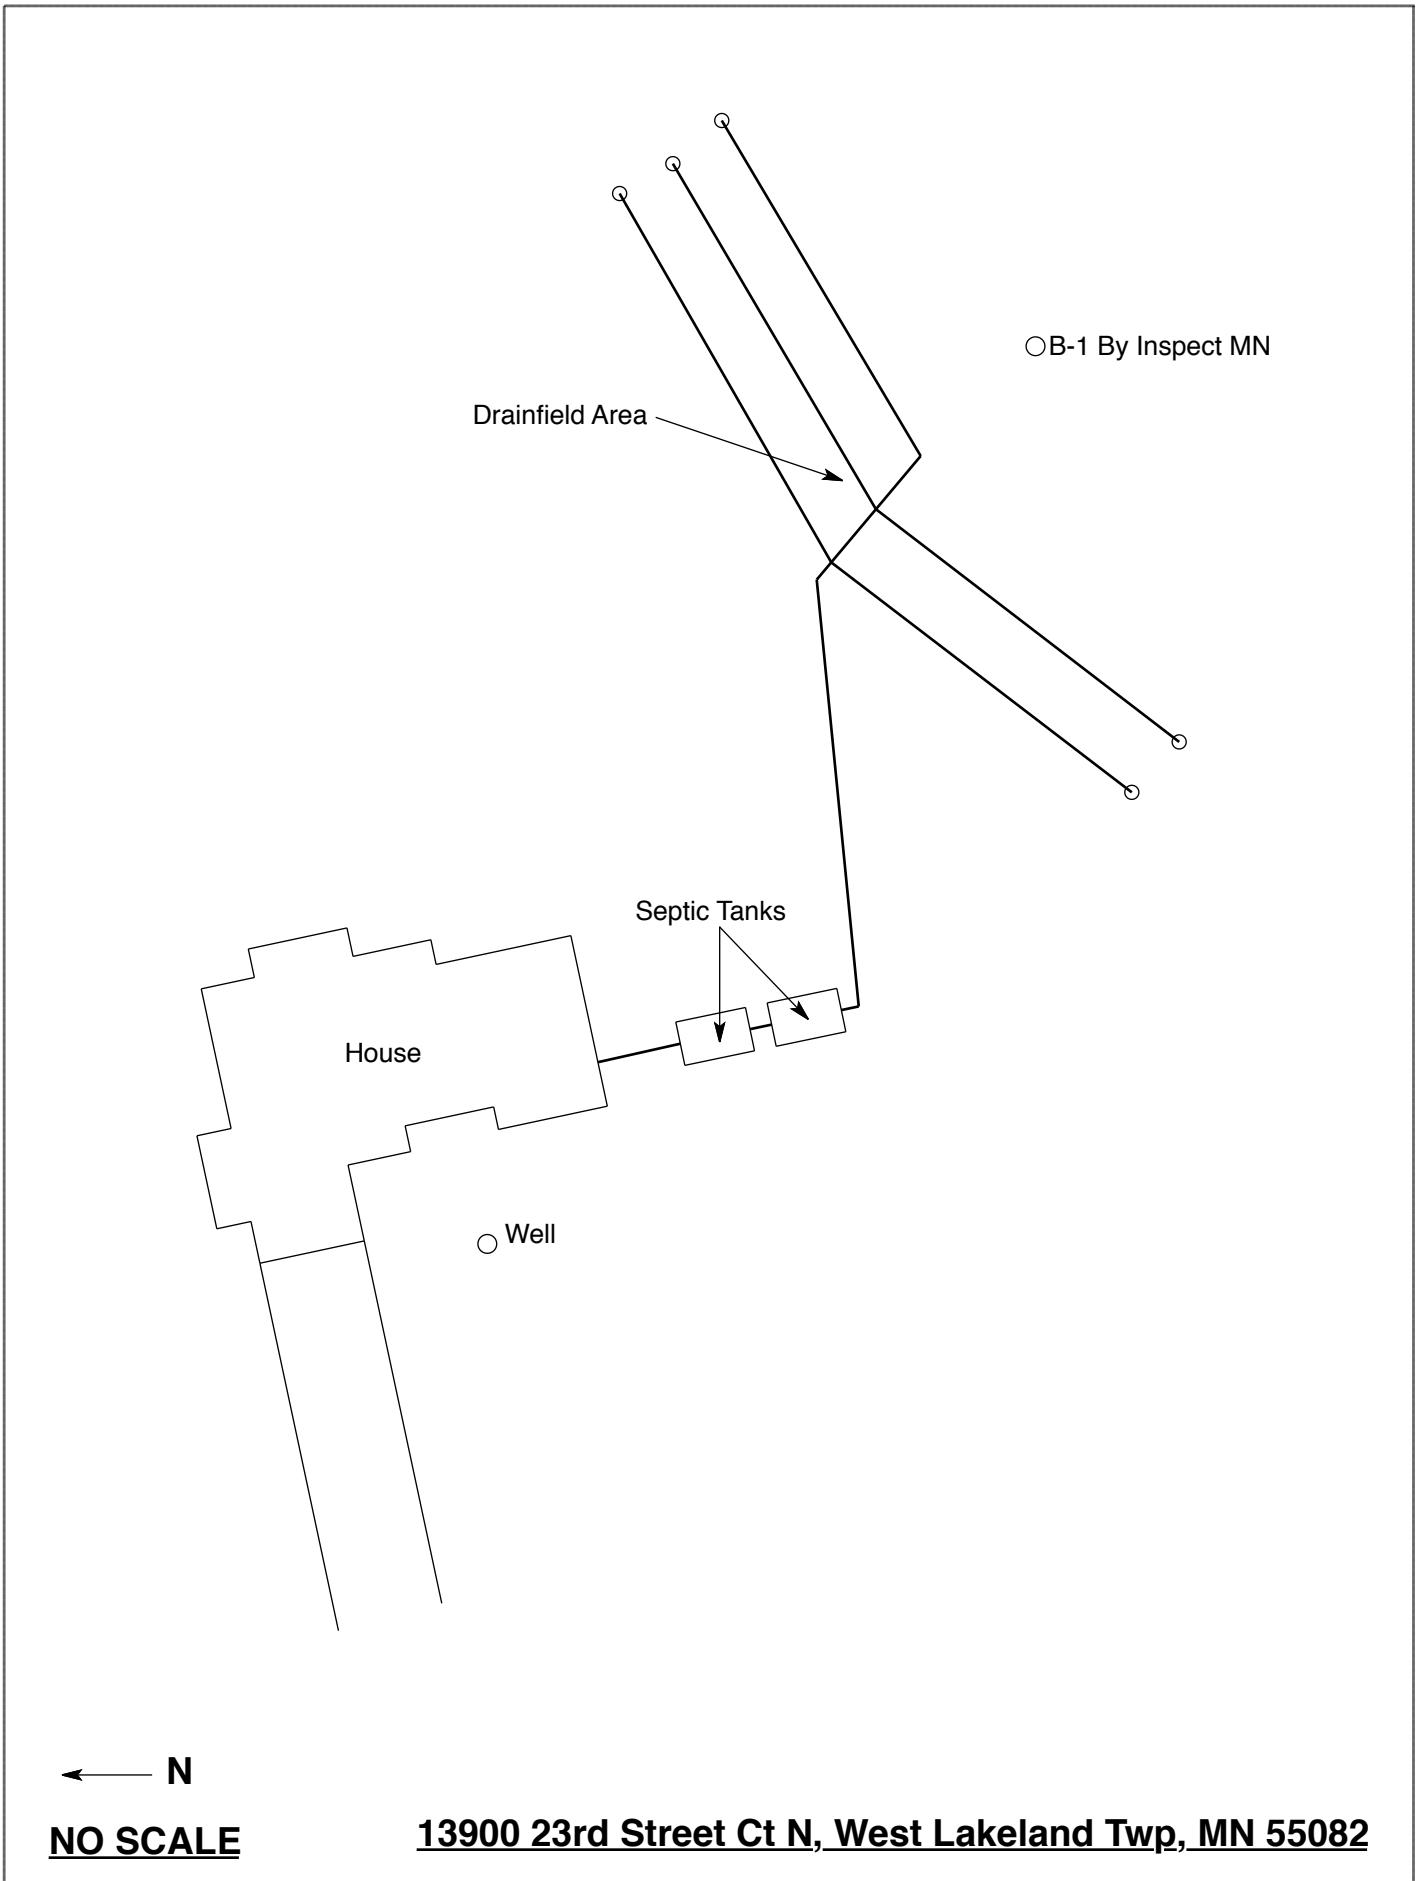 B-1 By Inspect MN
Drainfield Area
Septic Tanks
House
Well
N
NO SCALE
13900 23rd Street Ct N, West Lakeland Twp, MN 55082